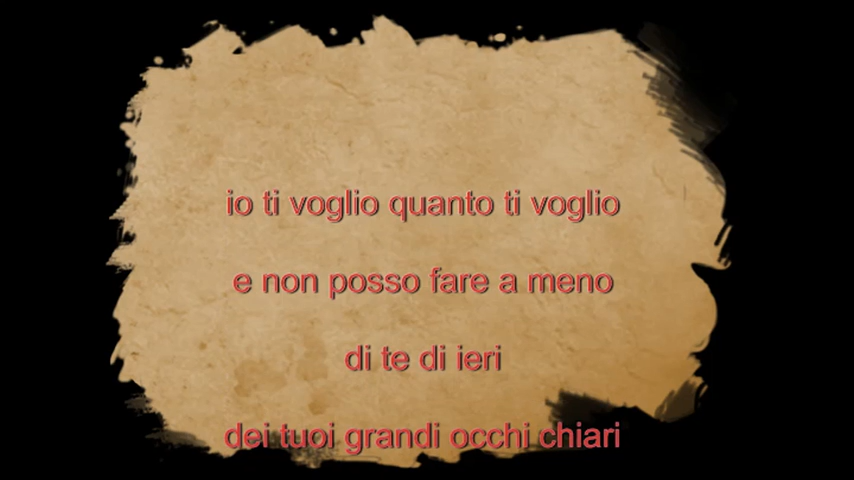 io ti voglio quanto ti voglio
e non posso fare a meno
di te di ieri
dei tuoi grandi occhi chiari